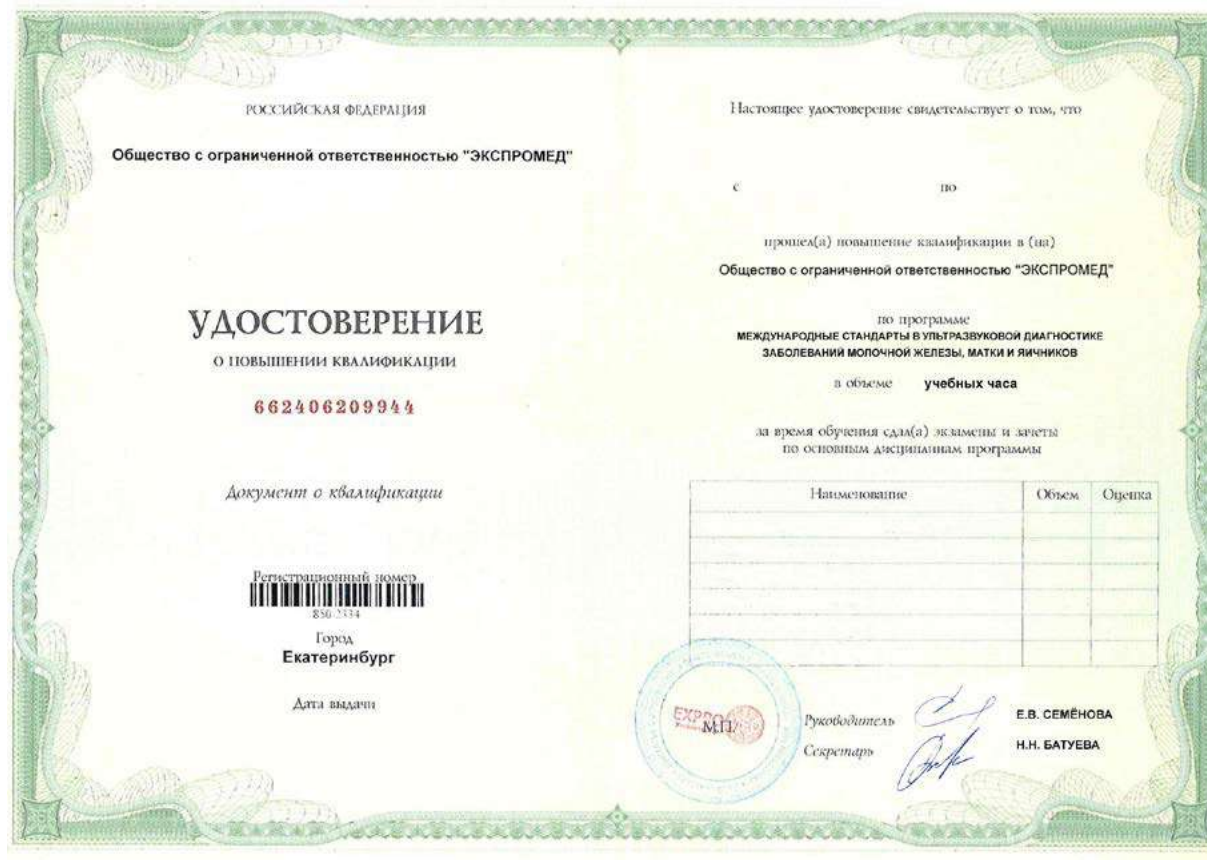 РОССИЙСКАЯ ФЕДЕРАЦИЯ
Общество с ограниченной ответственностью "ЭКСПРОМЕД"
УДОСТОВЕРЕНИЕ
О ПОВЫШЕНИИ КВАЛИФИКАЦИИ
662406209944
Документ о квалификации
Регистрационный номер
850-2334
Город
Екатеринбург
Дата выдачи
Настоящее удостоверение свидетельствует о том, что
с по
прошел(а) повышение квалификации в (на)
Общество с ограниченной ответственностью "ЭКСПРОМЕД"
по программе
МЕЖДУНАРОДНЫЕ СТАНДАРТЫ В УЛЬТРАЗВУКОВОЙ ДИАГНОСТИКЕ
ЗАБОЛЕВАНИЙ МОЛОЧНОЙ ЖЕЛЕЗЫ, МАТКИ И ЯИЧНИКОВ
в объеме учебных часа
за время обучения сдал(а) экзамены и зачеты
по основным дисциплинам программы
Наименование Объем Оценка
М.П.
Руководитель Е.В. СЕМЁНОВА
Секретарь Н.Н. БАТУЕВА